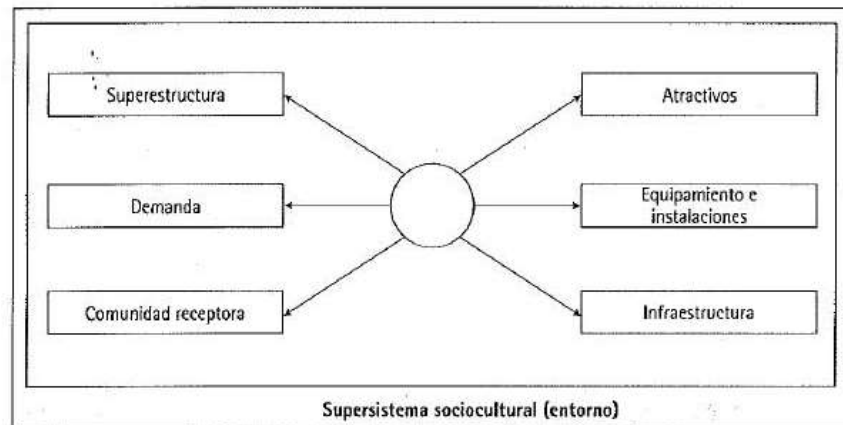 Superestructura
Atractivos
Demanda
Equipamiento e
instalaciones
Comunidad receptora
Infraestructura
Supersistema sociocultural (entorno)